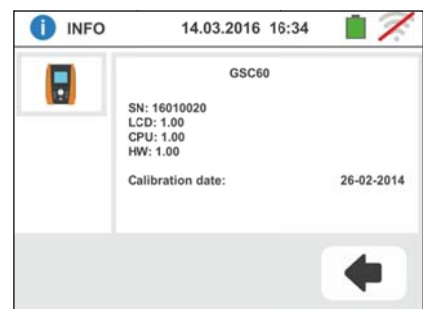 i INFO 14.03.2016 16:34
GSC60
SN: 16010020
LCD: 1.00
CPU: 1.00
HW: 1.00
Calibration date: 26-02-2014